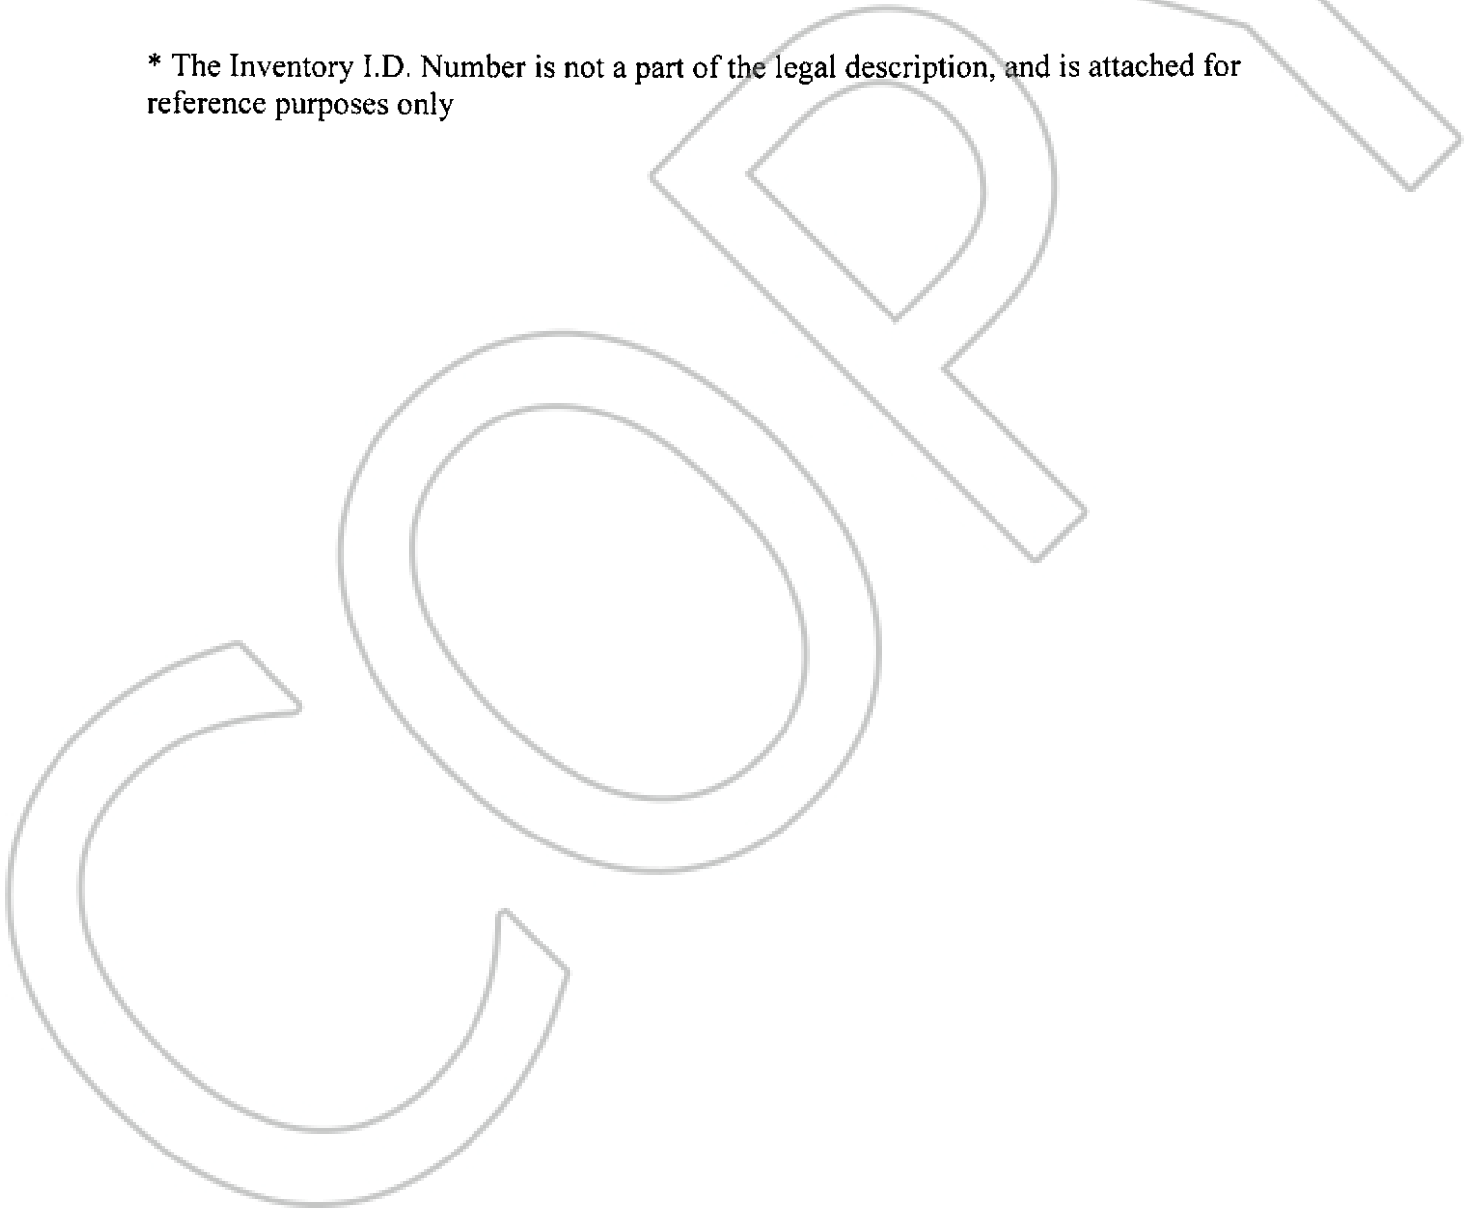 * The Inventory I.D. Number is not a part of the legal description, and is attached for
reference purposes only
COPY